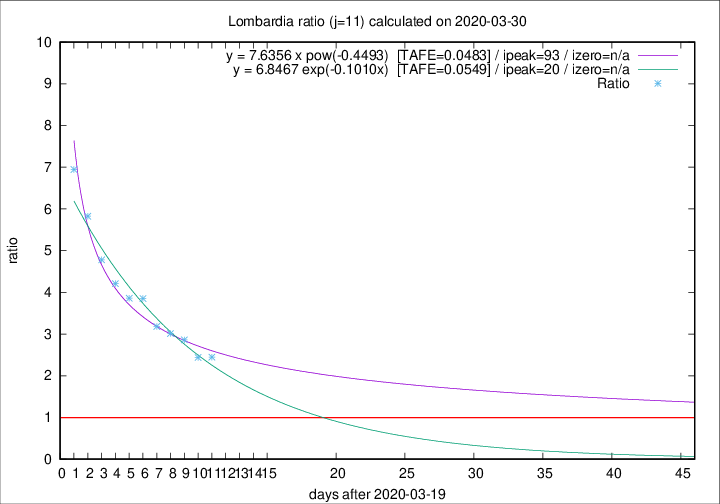 Lombardia ratio (j=11) calculated on 2020-03-30
y = 7.6356 x pow(-0.4493) [TAFE=0.0483] / ipeak=93 / izero=n/a
y = 6.8467 exp(-0.1010x) [TAFE=0.0549] / ipeak=20 / izero=n/a
Ratio
10
9
8
7
6
5
4
3
2
1
0
ratio
0 1 2 3 4 5 6 7 8 9 10 11 12 13 14 15 20 25 30 35 40 45
days after 2020-03-19